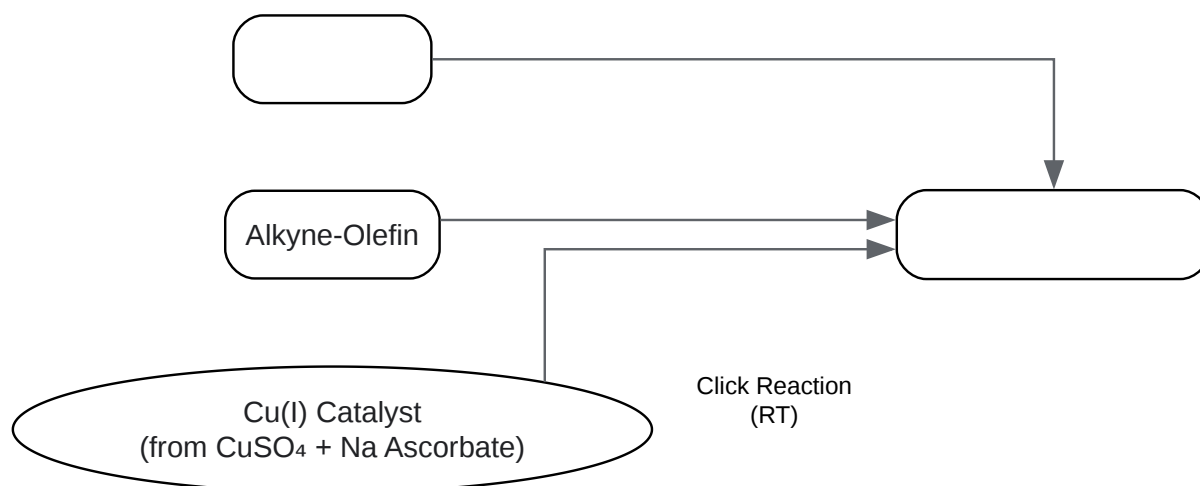 Alkyne-Olefin
Cu(I) Catalyst
(from CuSO₄ + Na Ascorbate)
Click Reaction
(RT)